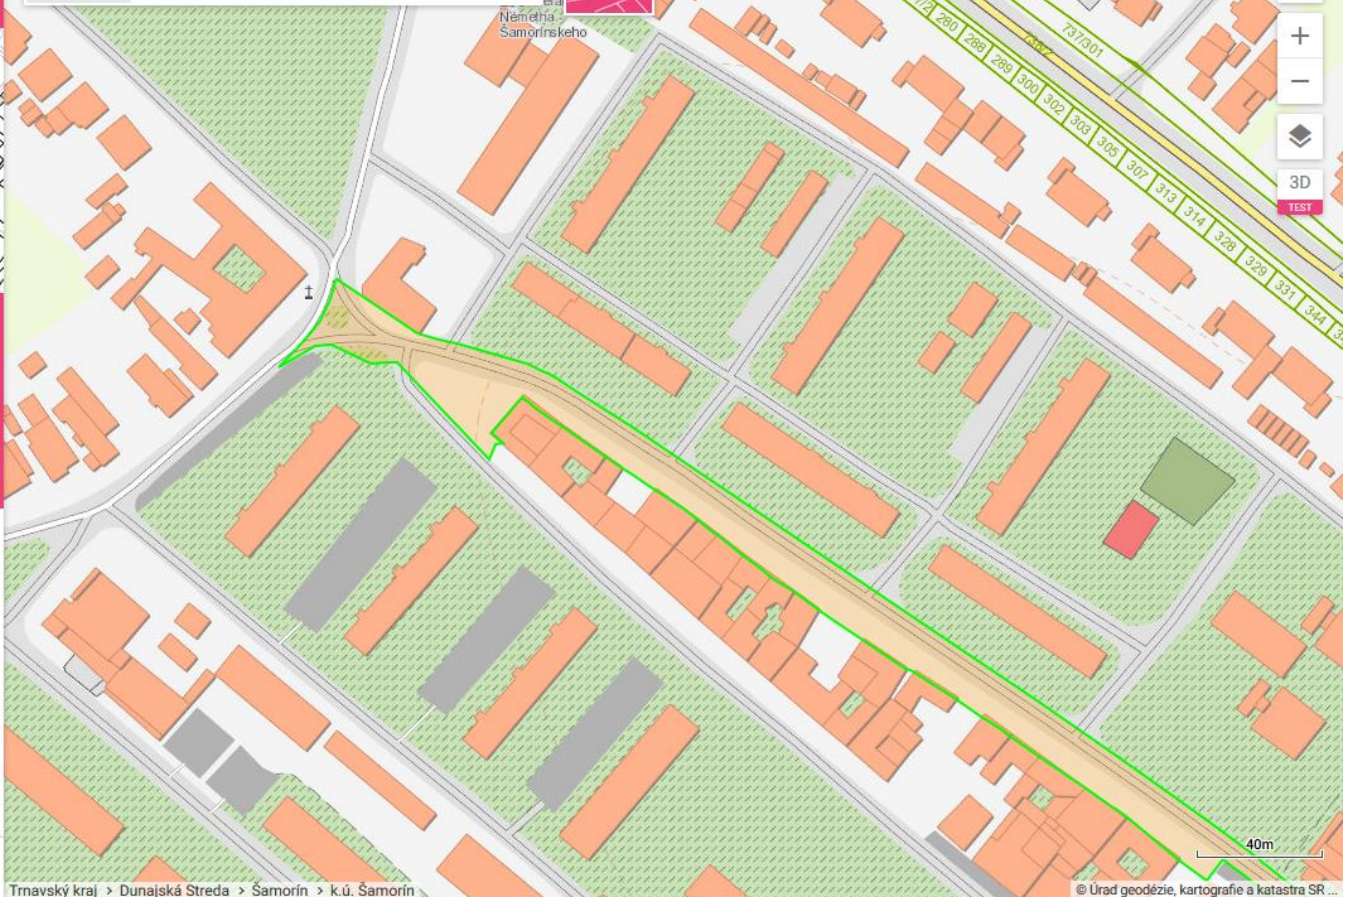 Németha -
Šamorínskeho
280
288
289
300
302
303
305
307
313
314
328
329
331
344
737/301
+
−
3D
TEST
40m
Trnavský kraj > Dunajská Streda > Šamorín > k.ú. Šamorín
© Úrad geodézie, kartografie a katastra SR ...